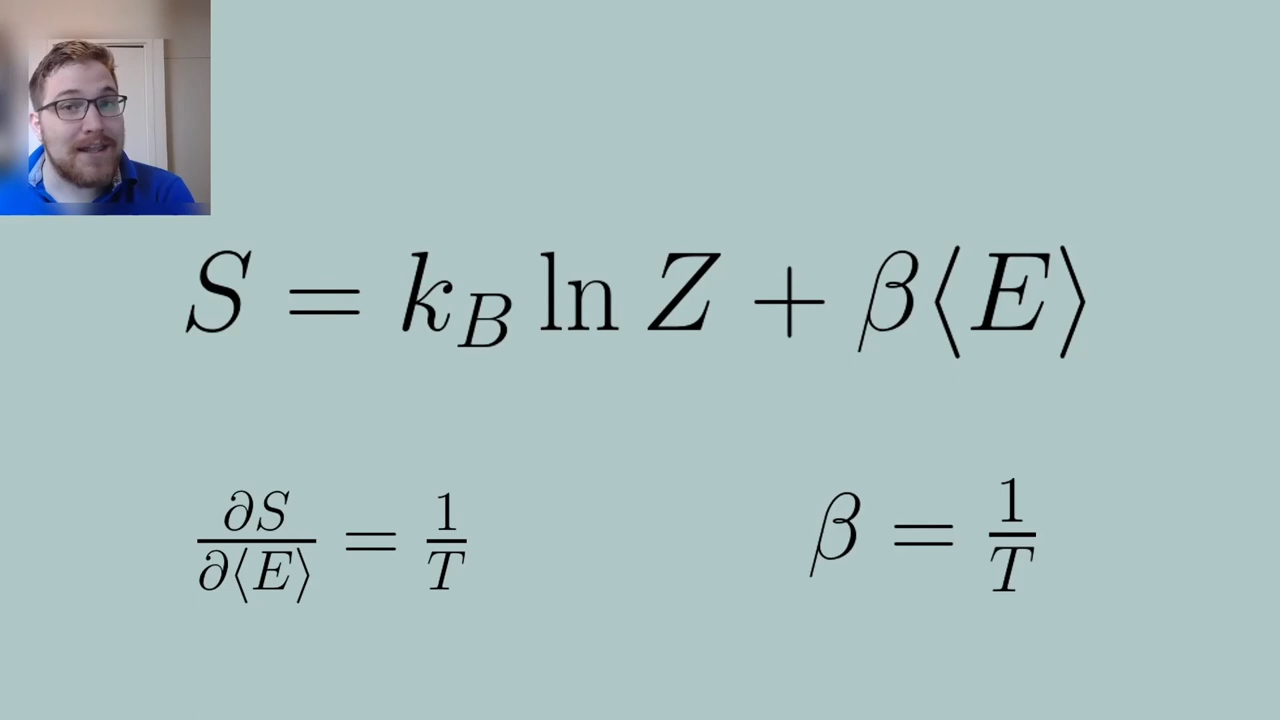 S = k_B ln Z + β⟨E⟩
∂S/∂⟨E⟩ = 1/T
β = 1/T